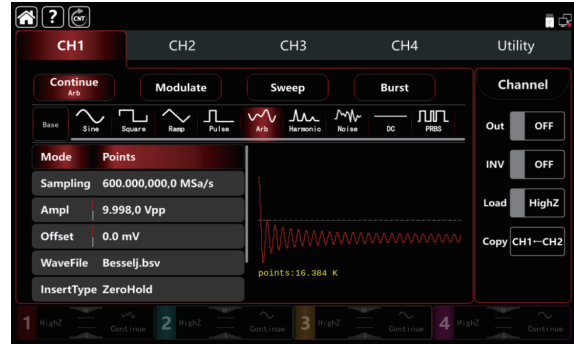 ? CNT
CH1 CH2 CH3 CH4 Utility
Continue Arb Modulate Sweep Burst Channel
Base Sine Square Ramp Pulse Arb Harmonic Noise DC PRBS
Out OFF
Mode Points
INV OFF
Sampling 600.000,000,0 MSa/s
Load HighZ
Ampl 9.998,0 Vpp
Offset 0.0 mV
Copy CH1←CH2
WaveFile Besselj.bsv
points:16.384 K
InsertType ZeroHold
1 HighZ Continue 2 HighZ Continue 3 HighZ Continue 4 HighZ Continue